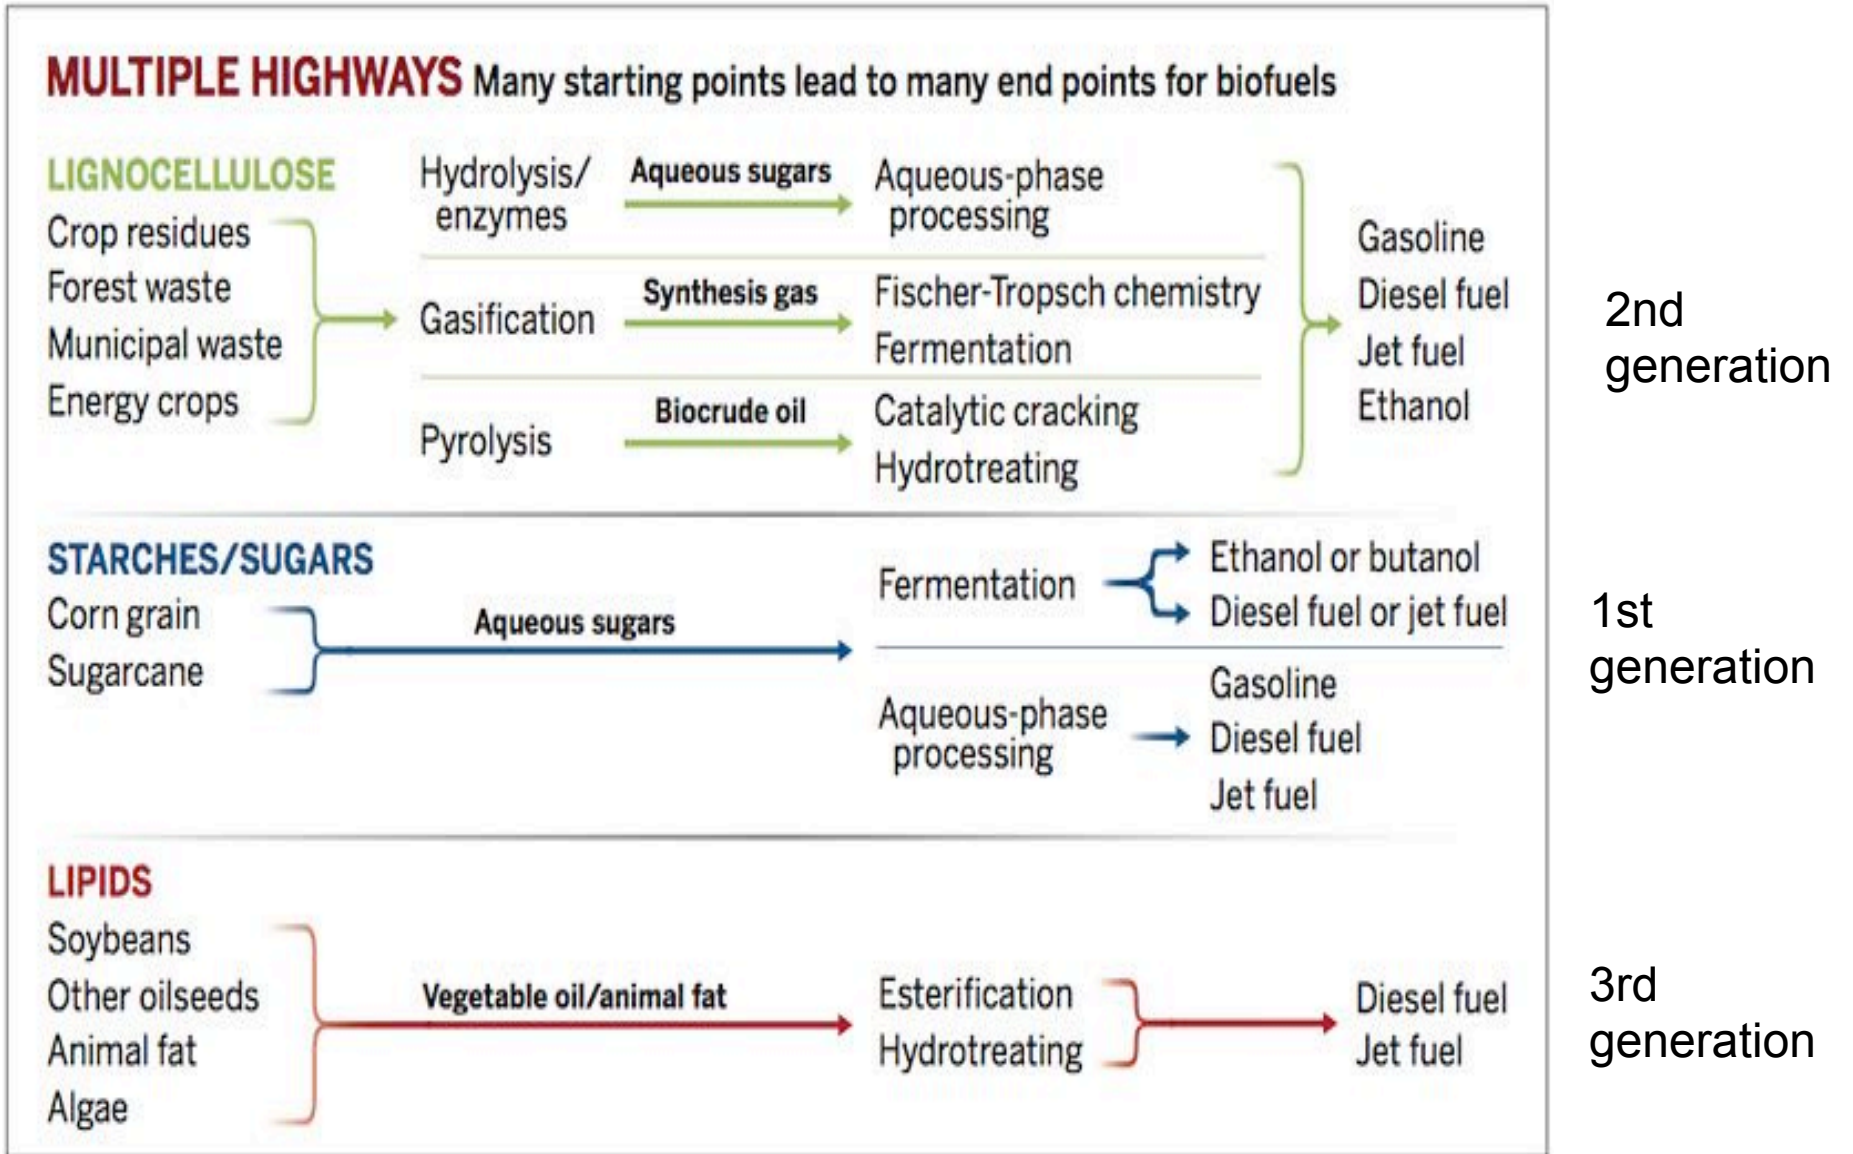 MULTIPLE HIGHWAYS Many starting points lead to many end points for biofuels
LIGNOCELLULOSE
Crop residues
Forest waste
Municipal waste
Energy crops
Hydrolysis/
enzymes
Aqueous sugars
Aqueous-phase
processing
Gasification
Synthesis gas
Fischer-Tropsch chemistry
Fermentation
Pyrolysis
Biocrude oil
Catalytic cracking
Hydrotreating
Gasoline
Diesel fuel
Jet fuel
Ethanol
2nd
generation
STARCHES/SUGARS
Corn grain
Sugarcane
Aqueous sugars
Fermentation
Ethanol or butanol
Diesel fuel or jet fuel
Aqueous-phase
processing
Gasoline
Diesel fuel
Jet fuel
1st
generation
LIPIDS
Soybeans
Other oilseeds
Animal fat
Algae
Vegetable oil/animal fat
Esterification
Hydrotreating
Diesel fuel
Jet fuel
3rd
generation